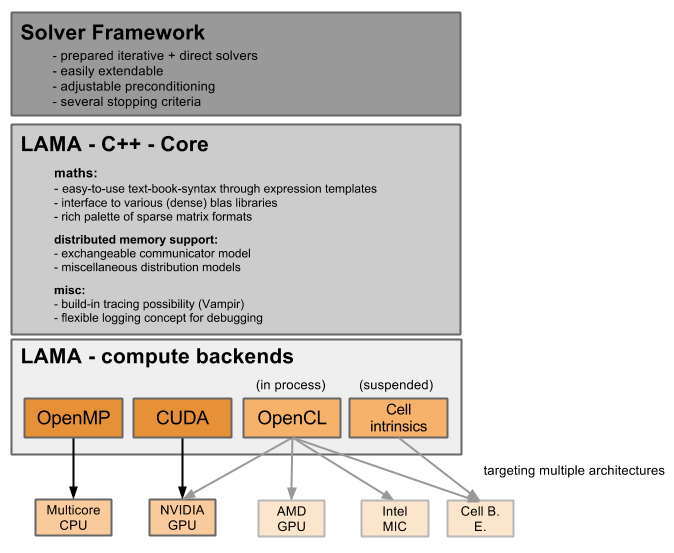 Solver Framework
- prepared iterative + direct solvers
- easily extendable
- adjustable preconditioning
- several stopping criteria
LAMA - C++ - Core
maths:
- easy-to-use text-book-syntax through expression templates
- interface to various (dense) blas libraries
- rich palette of sparse matrix formats
distributed memory support:
- exchangeable communicator model
- miscellaneous distribution models
misc:
- build-in tracing possibility (Vampir)
- flexible logging concept for debugging
LAMA - compute backends
(in process)
(suspended)
OpenMP
CUDA
OpenCL
Cell
intrinsics
targeting multiple architectures
Multicore
CPU
NVIDIA
GPU
AMD
GPU
Intel
MIC
Cell B.
E.